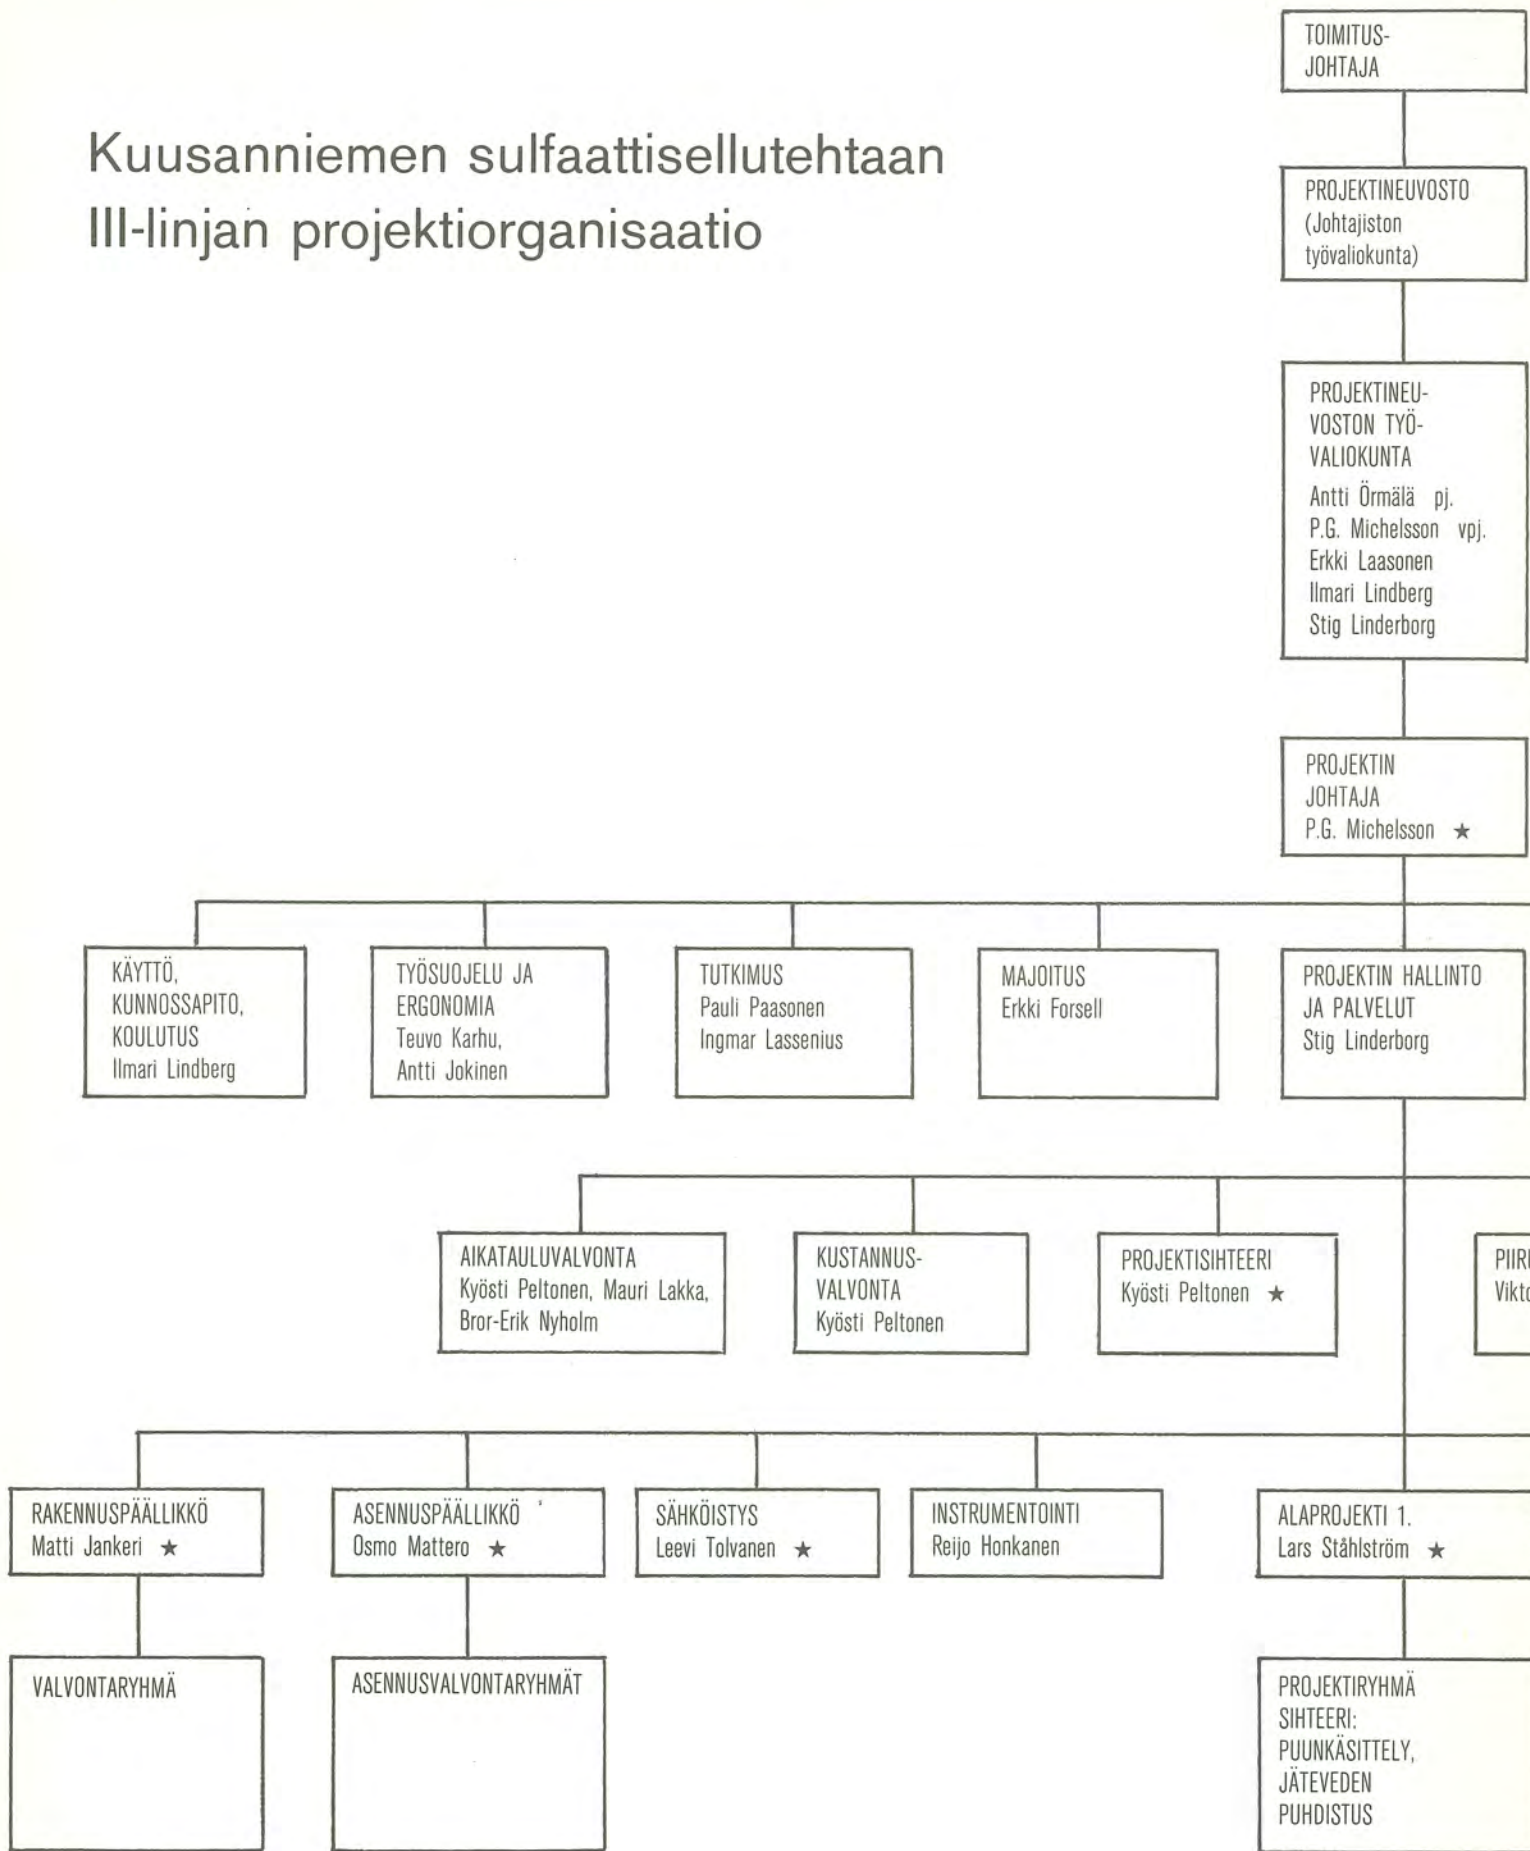 Kuusanniemen sulfaattisellutehtaan
III-linjan projektiorganisaatio
TOIMITUS-
JOHTAJA
PROJEKTINEUVOSTO
(Johtajiston
työvaliokunta)
PROJEKTINEU-
VOSTON TYÖ-
VALIOKUNTA
Antti Örmälä pj.
P.G. Michelsson vpj.
Erkki Laasonen
Ilmari Lindberg
Stig Linderborg
PROJEKTIN
JOHTAJA
P.G. Michelsson ★
KÄYTTÖ,
KUNNOSSAPITO,
KOULUTUS
Ilmari Lindberg
TYÖSUOJELU JA
ERGONOMIA
Teuvo Karhu,
Antti Jokinen
TUTKIMUS
Pauli Paasonen
Ingmar Lassenius
MAJOITUS
Erkki Forsell
PROJEKTIN HALLINTO
JA PALVELUT
Stig Linderborg
AIKATAULUVALVONTA
Kyösti Peltonen, Mauri Lakka,
Bror-Erik Nyholm
KUSTANNUS-
VALVONTA
Kyösti Peltonen
PROJEKTISIHTEERI
Kyösti Peltonen ★
RAKENNUSPÄÄLLIKKÖ
Matti Jankeri ★
ASENNUSPÄÄLLIKKÖ
Osmo Mattero ★
SÄHKÖISTYS
Leevi Tolvanen ★
INSTRUMENTOINTI
Reijo Honkanen
ALAPROJEKTI 1.
Lars Ståhlström ★
VALVONTARYHMÄ
ASENNUSVALVONTARYHMÄT
PROJEKTIRYHMÄ
SIHTEERI:
PUUNKÄSITTELY,
JÄTEVEDEN
PUHDISTUS